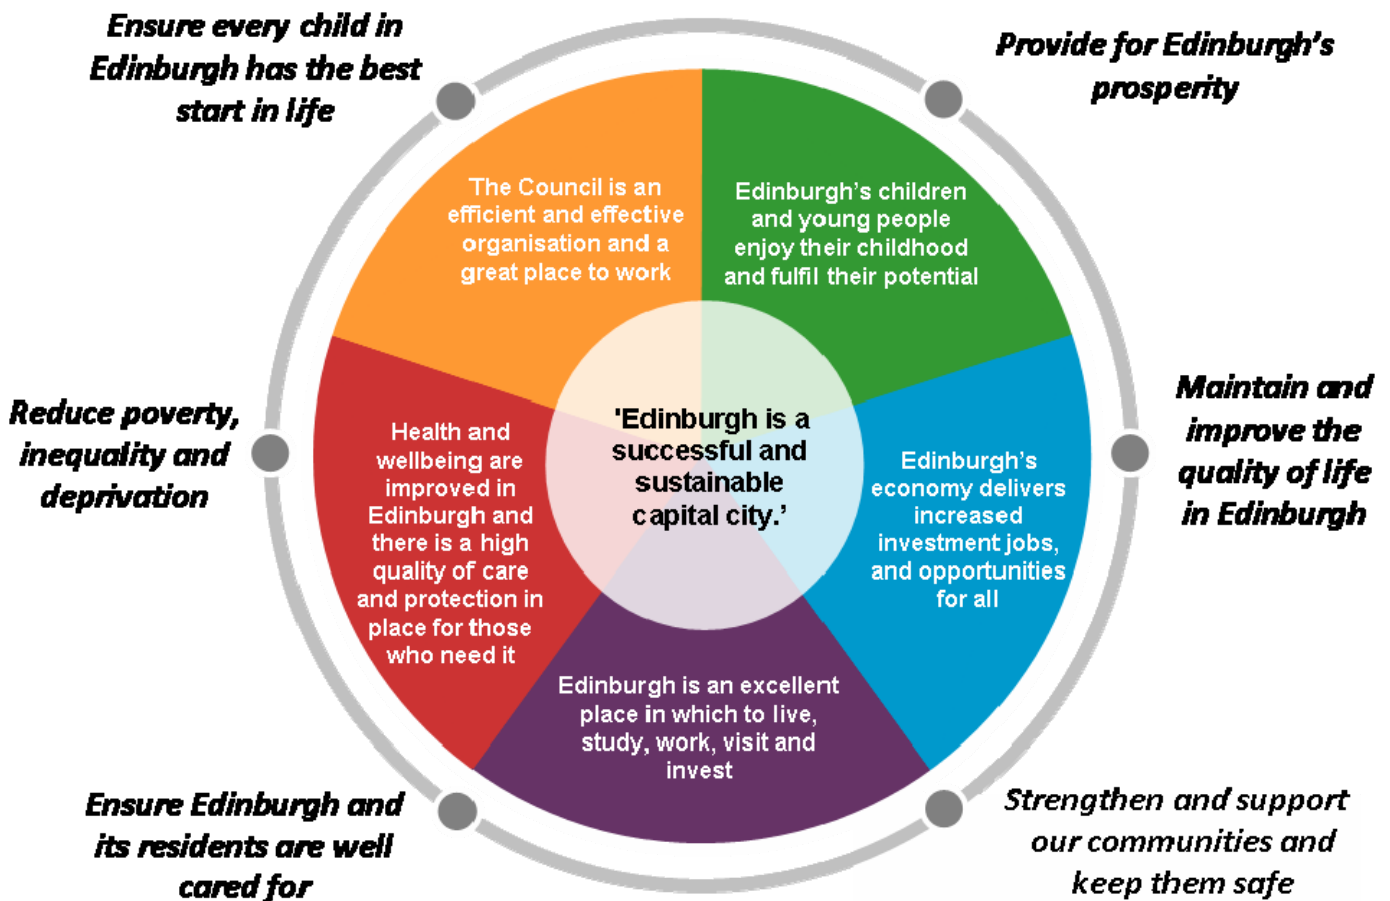 Ensure every child in
Edinburgh has the best
start in life
Provide for Edinburgh's
prosperity
The Council is an
efficient and effective
organisation and a
great place to work
Edinburgh's children
and young people
enjoy their childhood
and fulfil their potential
Reduce poverty,
inequality and
deprivation
Health and
wellbeing are
improved in
Edinburgh and
there is a high
quality of care
and protection in
place for those
who need it
'Edinburgh is a
successful and
sustainable
capital city.’
Edinburgh's
economy delivers
increased
investment jobs,
and opportunities
for all
Maintain and
improve the
quality of life
in Edinburgh
Edinburgh is an excellent
place in which to live,
study, work, visit and
invest
Ensure Edinburgh and
its residents are well
cared for
Strengthen and support
our communities and
keep them safe